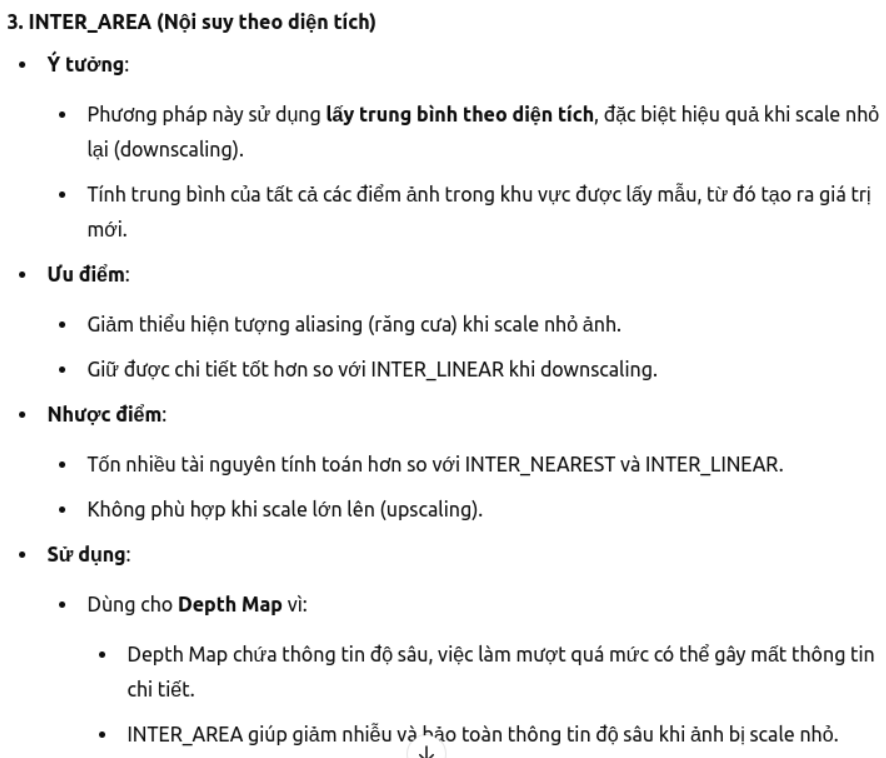 3. INTER_AREA (Nội suy theo diện tích)
• Ý tưởng:
• Phương pháp này sử dụng lấy trung bình theo diện tích, đặc biệt hiệu quả khi scale nhỏ
lại (downscaling).
• Tính trung bình của tất cả các điểm ảnh trong khu vực được lấy mẫu, từ đó tạo ra giá trị
mới.
• Ưu điểm:
• Giảm thiểu hiện tượng aliasing (răng cưa) khi scale nhỏ ảnh.
• Giữ được chi tiết tốt hơn so với INTER_LINEAR khi downscaling.
• Nhược điểm:
• Tốn nhiều tài nguyên tính toán hơn so với INTER_NEAREST và INTER_LINEAR.
• Không phù hợp khi scale lớn lên (upscaling).
• Sử dụng:
• Dùng cho Depth Map vì:
• Depth Map chứa thông tin độ sâu, việc làm mượt quá mức có thể gây mất thông tin
chi tiết.
• INTER_AREA giúp giảm nhiễu và bảo toàn thông tin độ sâu khi ảnh bị scale nhỏ.